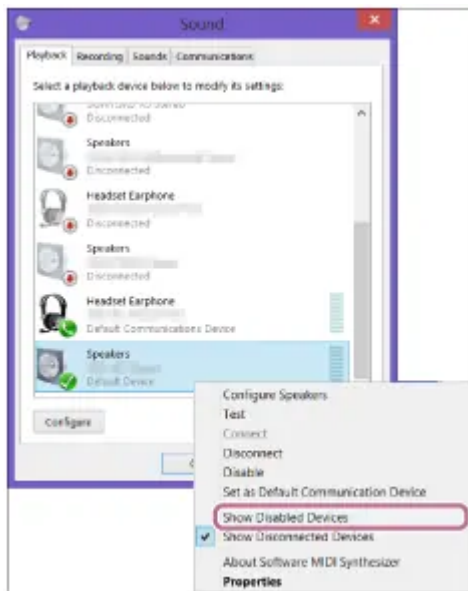 Sound
Playback Recording Sounds Communications
Select a playback device below to modify its settings:
Disconnected
Speakers
Disconnected
Headset Earphone
Disconnected
Speakers
Disconnected
Headset Earphone
Default Communications Device
Speakers
Default Device
Configure
Configure Speakers
Test
Connect
Disconnect
Disable
Set as Default Communication Device
Show Disabled Devices
Show Disconnected Devices
About Software MIDI Synthesizer
Properties